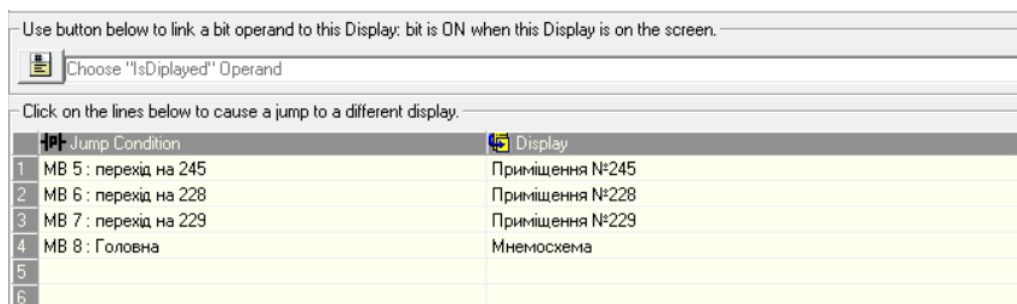 Use button below to link a bit operand to this Display: bit is ON when this Display is on the screen.
Choose "IsDiplayed" Operand
Click on the lines below to cause a jump to a different display.
Jump Condition Display
1 MB 5 : перехід на 245 Приміщення №245
2 MB 6 : перехід на 228 Приміщення №228
3 MB 7 : перехід на 229 Приміщення №229
4 MB 8 : Головна Мнемосхема
5
6